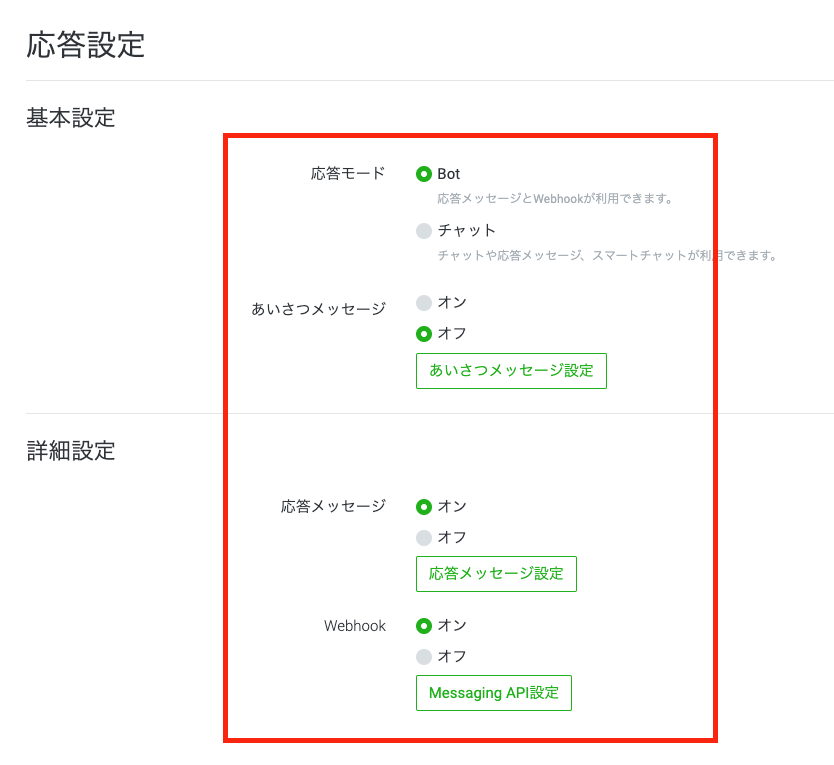 応答設定
基本設定
応答モード
Bot
応答メッセージとWebhookが利用できます。
チャット
チャットや応答メッセージ、スマートチャットが利用できます。
あいさつメッセージ
オン
オフ
あいさつメッセージ設定
詳細設定
応答メッセージ
オン
オフ
応答メッセージ設定
Webhook
オン
オフ
Messaging API設定